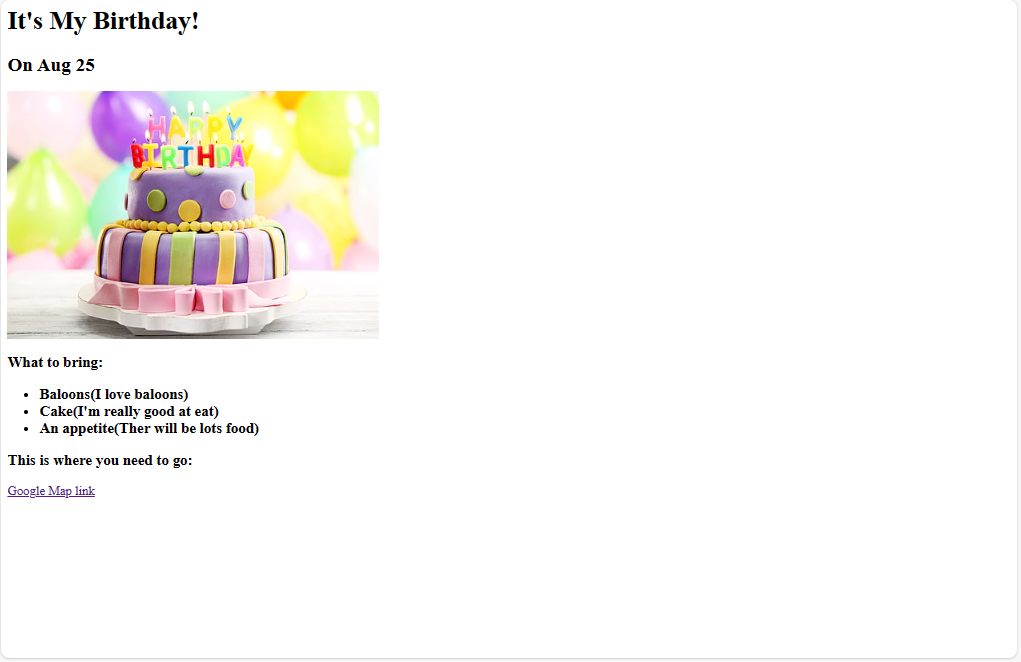 It's My Birthday!
On Aug 25
HAPPY
BIRTHDAY
What to bring:
Baloons(I love baloons)
Cake(I'm really good at eat)
An appetite(Ther will be lots food)
This is where you need to go:
Google Map link